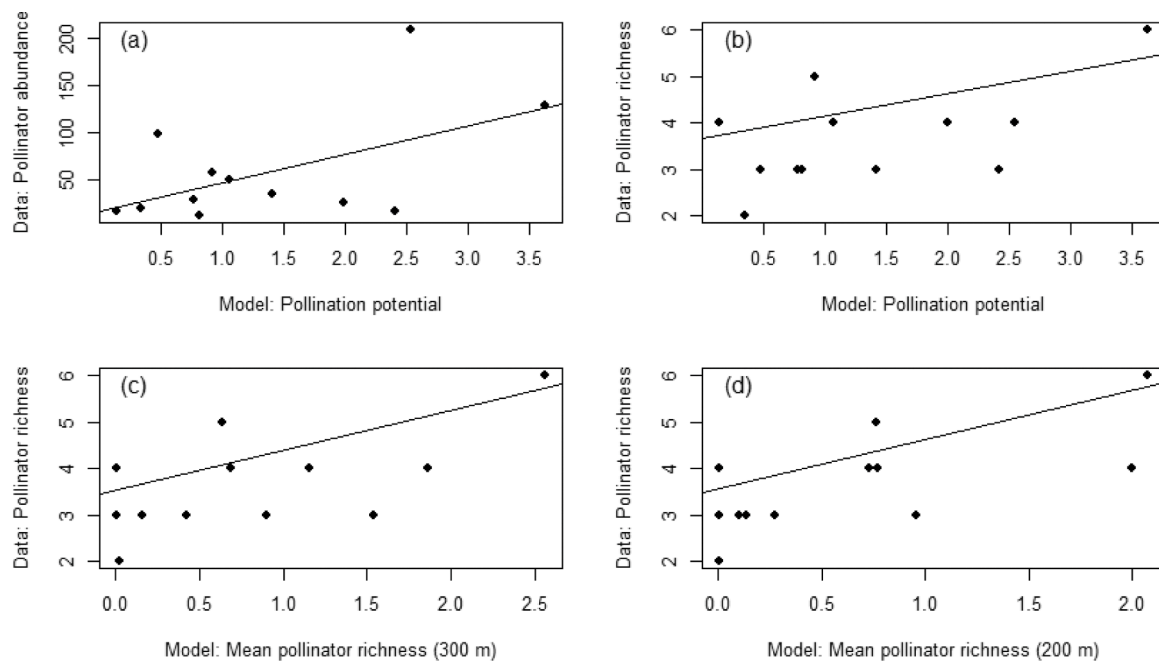 (a)
Data: Pollinator abundance
50 100 150 200
0.5 1.0 1.5 2.0 2.5 3.0 3.5
Model: Pollination potential
(b)
Data: Pollinator richness
2 3 4 5 6
0.5 1.0 1.5 2.0 2.5 3.0 3.5
Model: Pollination potential
(c)
Data: Pollinator richness
2 3 4 5 6
0.0 0.5 1.0 1.5 2.0 2.5
Model: Mean pollinator richness (300 m)
(d)
Data: Pollinator richness
2 3 4 5 6
0.0 0.5 1.0 1.5 2.0
Model: Mean pollinator richness (200 m)